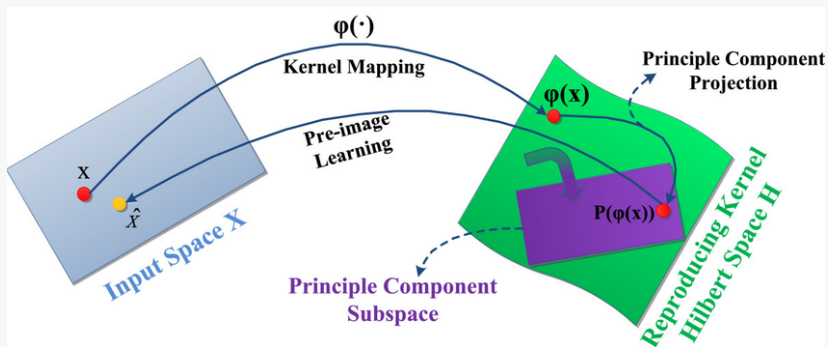 φ(·)
Kernel Mapping
Pre-image
Learning
x
x̂
Input Space X
φ(x)
Principle Component
Projection
P(φ(x))
Principle Component
Subspace
Reproducing Kernel
Hilbert Space H